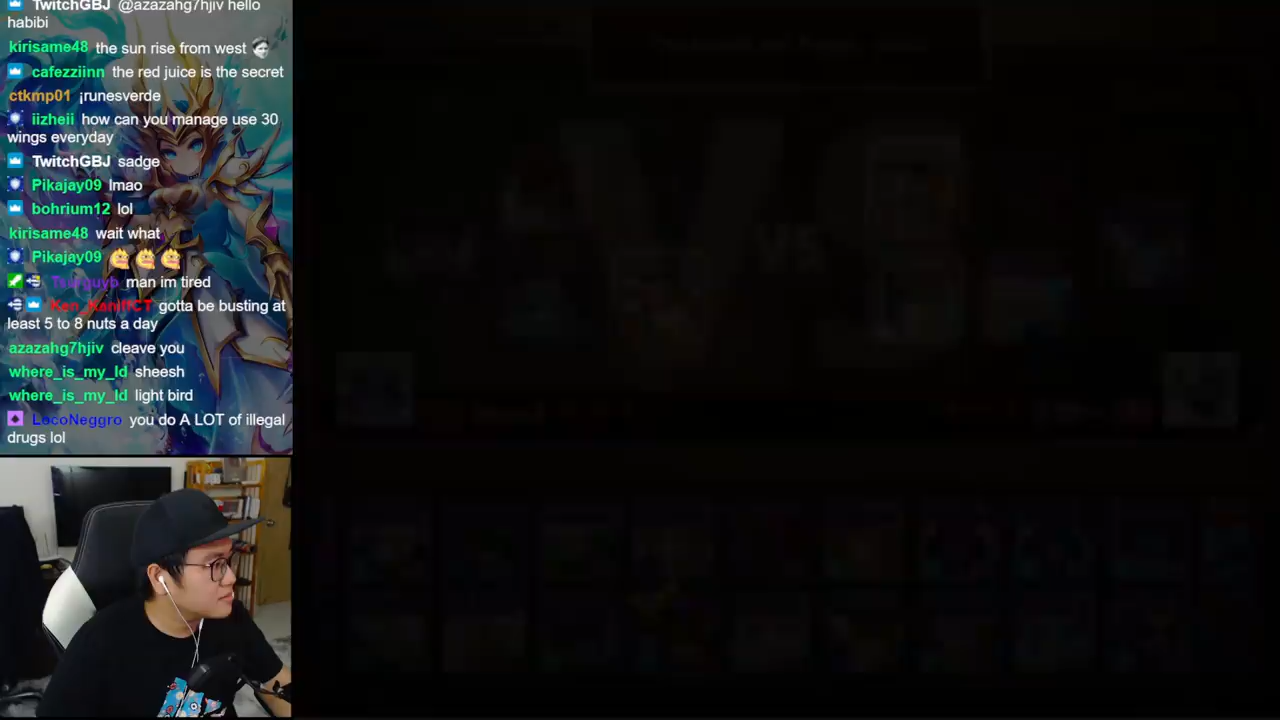 TwitchGBJ @azazahg7hjiv hello
habibi
kirisame48 the sun rise from west
cafezziinn the red juice is the secret
ctkmp01 ¡runesverde
iizheii how can you manage use 30
wings everyday
TwitchGBJ sadge
Pikajay09 lmao
bohrium12 lol
kirisame48 wait what
Pikajay09
man im tired
Ken_KaniffCT gotta be busting at
least 5 to 8 nuts a day
azazahg7hjiv cleave you
where_is_my_ld sheesh
where_is_my_ld light bird
LocoNeggro you do A LOT of illegal
drugs lol
VS